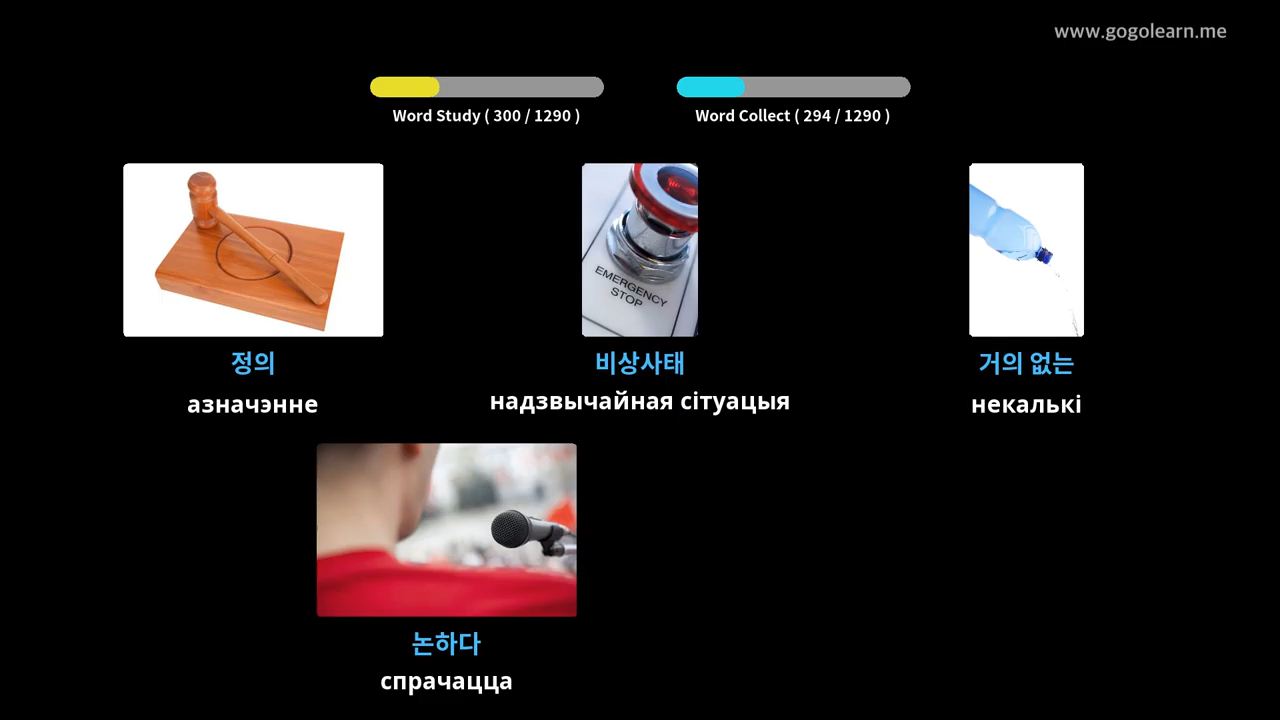 www.gogolearn.me
Word Study ( 300 / 1290 )
Word Collect ( 294 / 1290 )
EMERGENCY
STOP
정의
비상사태
거의 없는
азначэнне
надзвычайная сітуацыя
некалькі
논하다
спрачацца